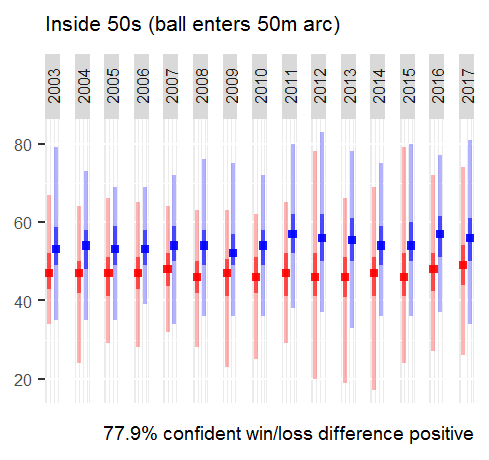 Inside 50s (ball enters 50m arc)
2003 2004 2005 2006 2007 2008 2009 2010 2011 2012 2013 2014 2015 2016 2017
80
60
40
20
77.9% confident win/loss difference positive